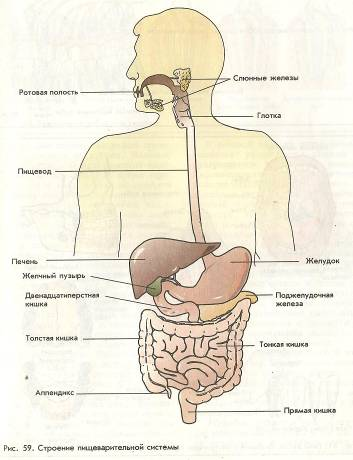 Слюнные железы
Ротовая полость
Глотка
Пищевод
Печень
Желудок
Желчный пузырь
Двенадцатиперстная
кишка
Поджелудочная
железа
Толстая кишка
Тонкая кишка
Аппендикс
Прямая кишка
Рис. 59. Строение пищеварительной системы